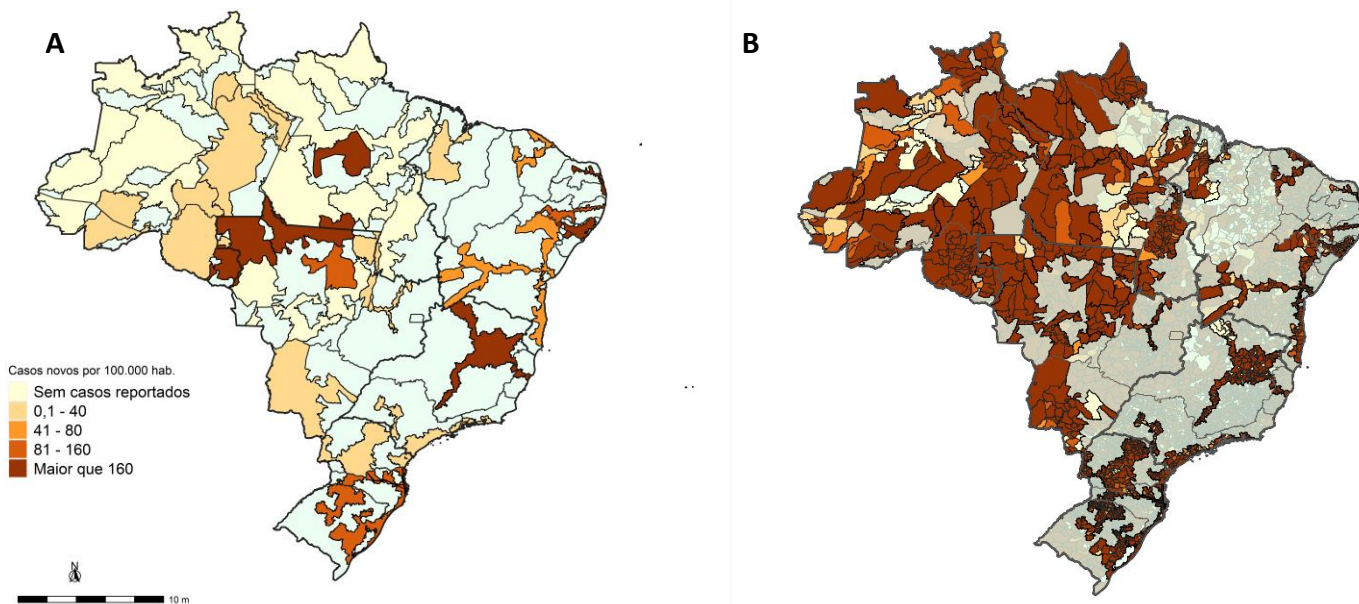 A
B
Casos novos por 100.000 hab.
Sem casos reportados
0,1 - 40
41 - 80
81 - 160
Maior que 160
N
10 m